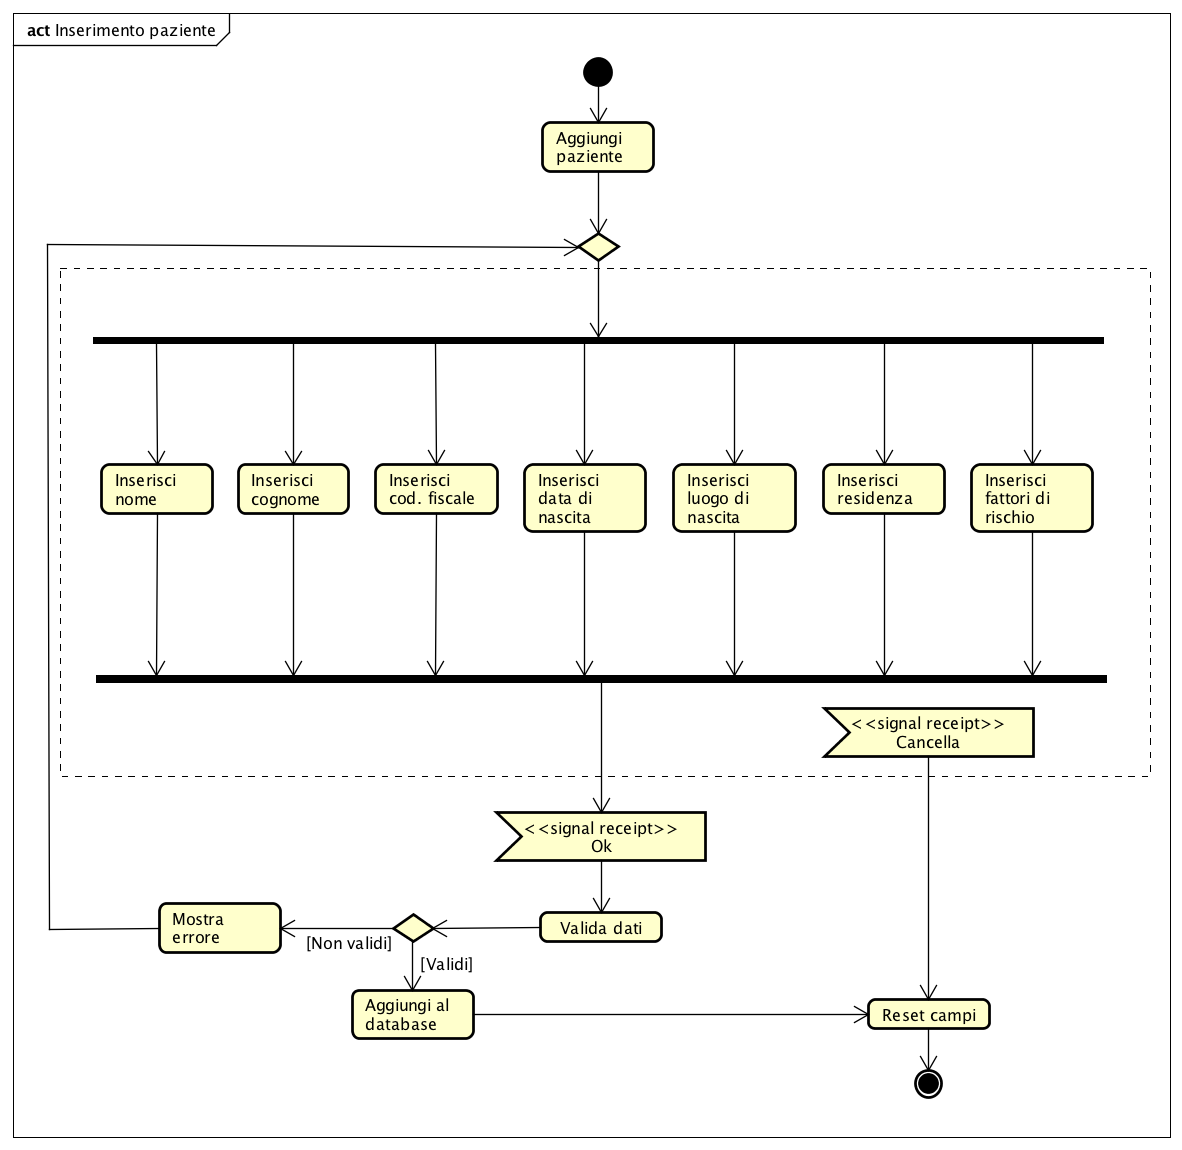 act Inserimento paziente
Aggiungi
paziente
Inserisci
nome
Inserisci
cognome
Inserisci
cod. fiscale
Inserisci
data di
nascita
Inserisci
luogo di
nascita
Inserisci
residenza
Inserisci
fattori di
rischio
<<signal receipt>>
Cancella
<<signal receipt>>
Ok
Mostra
errore
[Non validi]
Valida dati
[Validi]
Aggiungi al
database
Reset campi